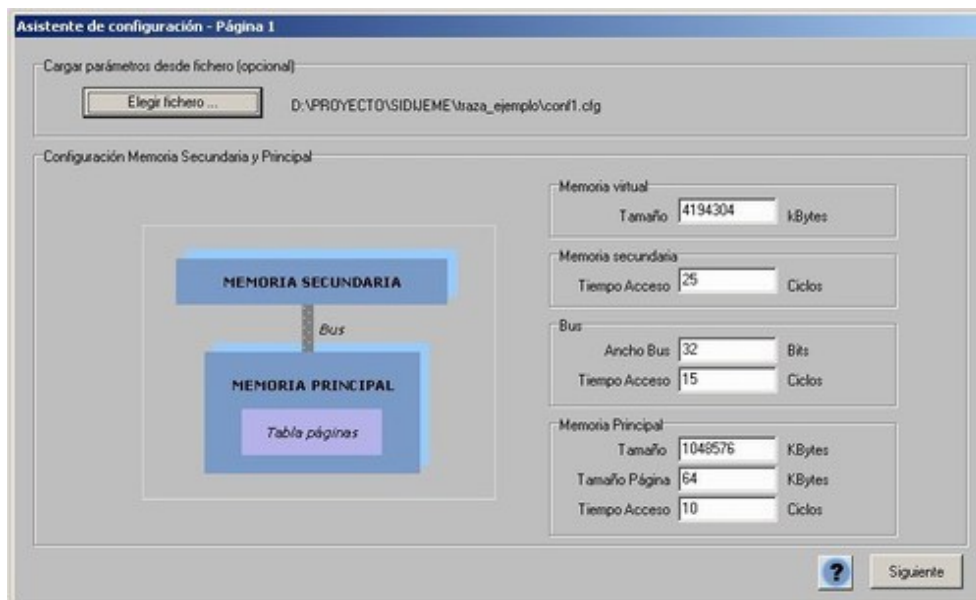 Asistente de configuración - Página 1
Cargar parámetros desde fichero (opcional)
Elegir fichero ...
D:\PROYECTO\SIDIJEME\traza_ejemplo\conf1.cfg
Configuración Memoria Secundaria y Principal
MEMORIA SECUNDARIA
Bus
MEMORIA PRINCIPAL
Tabla páginas
Memoria virtual
Tamaño 4194304 kBytes
Memoria secundaria
Tiempo Acceso 25 Ciclos
Bus
Ancho Bus 32 Bits
Tiempo Acceso 15 Ciclos
Memoria Principal
Tamaño 1048576 KBytes
Tamaño Página 64 KBytes
Tiempo Acceso 10 Ciclos
?
Siguiente